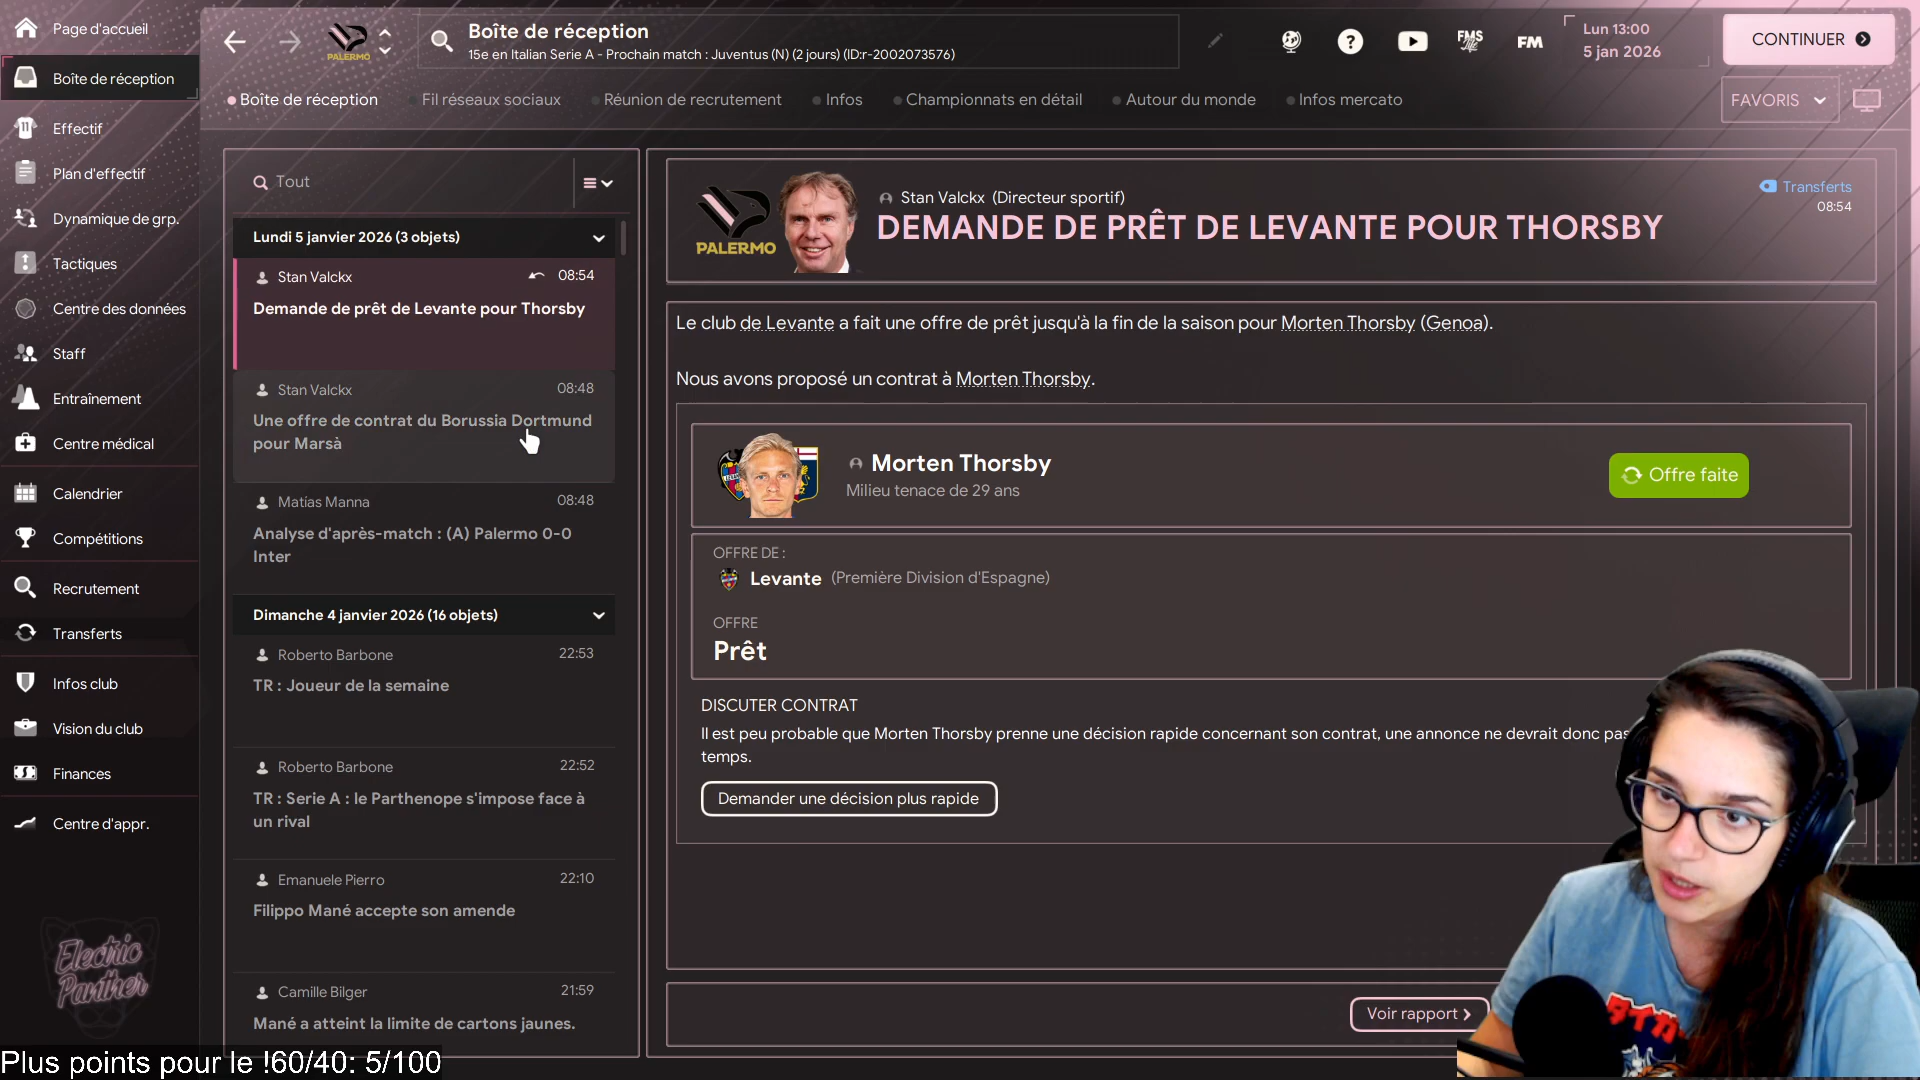 Page d'accueil
Boîte de réception
Effectif
Plan d'effectif
Dynamique de grp.
Tactiques
Centre des données
Staff
Entraînement
Centre médical
Calendrier
Compétitions
Recrutement
Transferts
Infos club
Vision du club
Finances
Centre d'appr.
Electric
Panther
PALERMO
Boîte de réception
15e en Italian Serie A - Prochain match : Juventus (N) (2 jours) (ID:r-2002073576)
FMS
life
FM
Lun 13:00
5 jan 2026
CONTINUER
Boîte de réception
Fil réseaux sociaux
Réunion de recrutement
Infos
Championnats en détail
Autour du monde
Infos mercato
FAVORIS
Tout
Lundi 5 janvier 2026 (3 objets)
Stan Valckx 08:54
Demande de prêt de Levante pour Thorsby
Stan Valckx 08:48
Une offre de contrat du Borussia Dortmund
pour Marsà
Matías Manna 08:48
Analyse d'après-match : (A) Palermo 0-0
Inter
Dimanche 4 janvier 2026 (16 objets)
Roberto Barbone 22:53
TR : Joueur de la semaine
Roberto Barbone 22:52
TR : Serie A : le Parthenope s'impose face à
un rival
Emanuele Pierro 22:10
Filippo Mané accepte son amende
Camille Bilger 21:59
Mané a atteint la limite de cartons jaunes.
PALERMO
Stan Valckx (Directeur sportif)
DEMANDE DE PRÊT DE LEVANTE POUR THORSBY
Transferts
08:54
Le club de Levante a fait une offre de prêt jusqu'à la fin de la saison pour Morten Thorsby (Genoa).
Nous avons proposé un contrat à Morten Thorsby.
Morten Thorsby
Milieu tenace de 29 ans
Offre faite
OFFRE DE :
Levante (Première Division d'Espagne)
OFFRE
Prêt
DISCUTER CONTRAT
Il est peu probable que Morten Thorsby prenne une décision rapide concernant son contrat, une annonce ne devrait donc pas
temps.
Demander une décision plus rapide
Voir rapport
Plus points pour le !60/40: 5/100